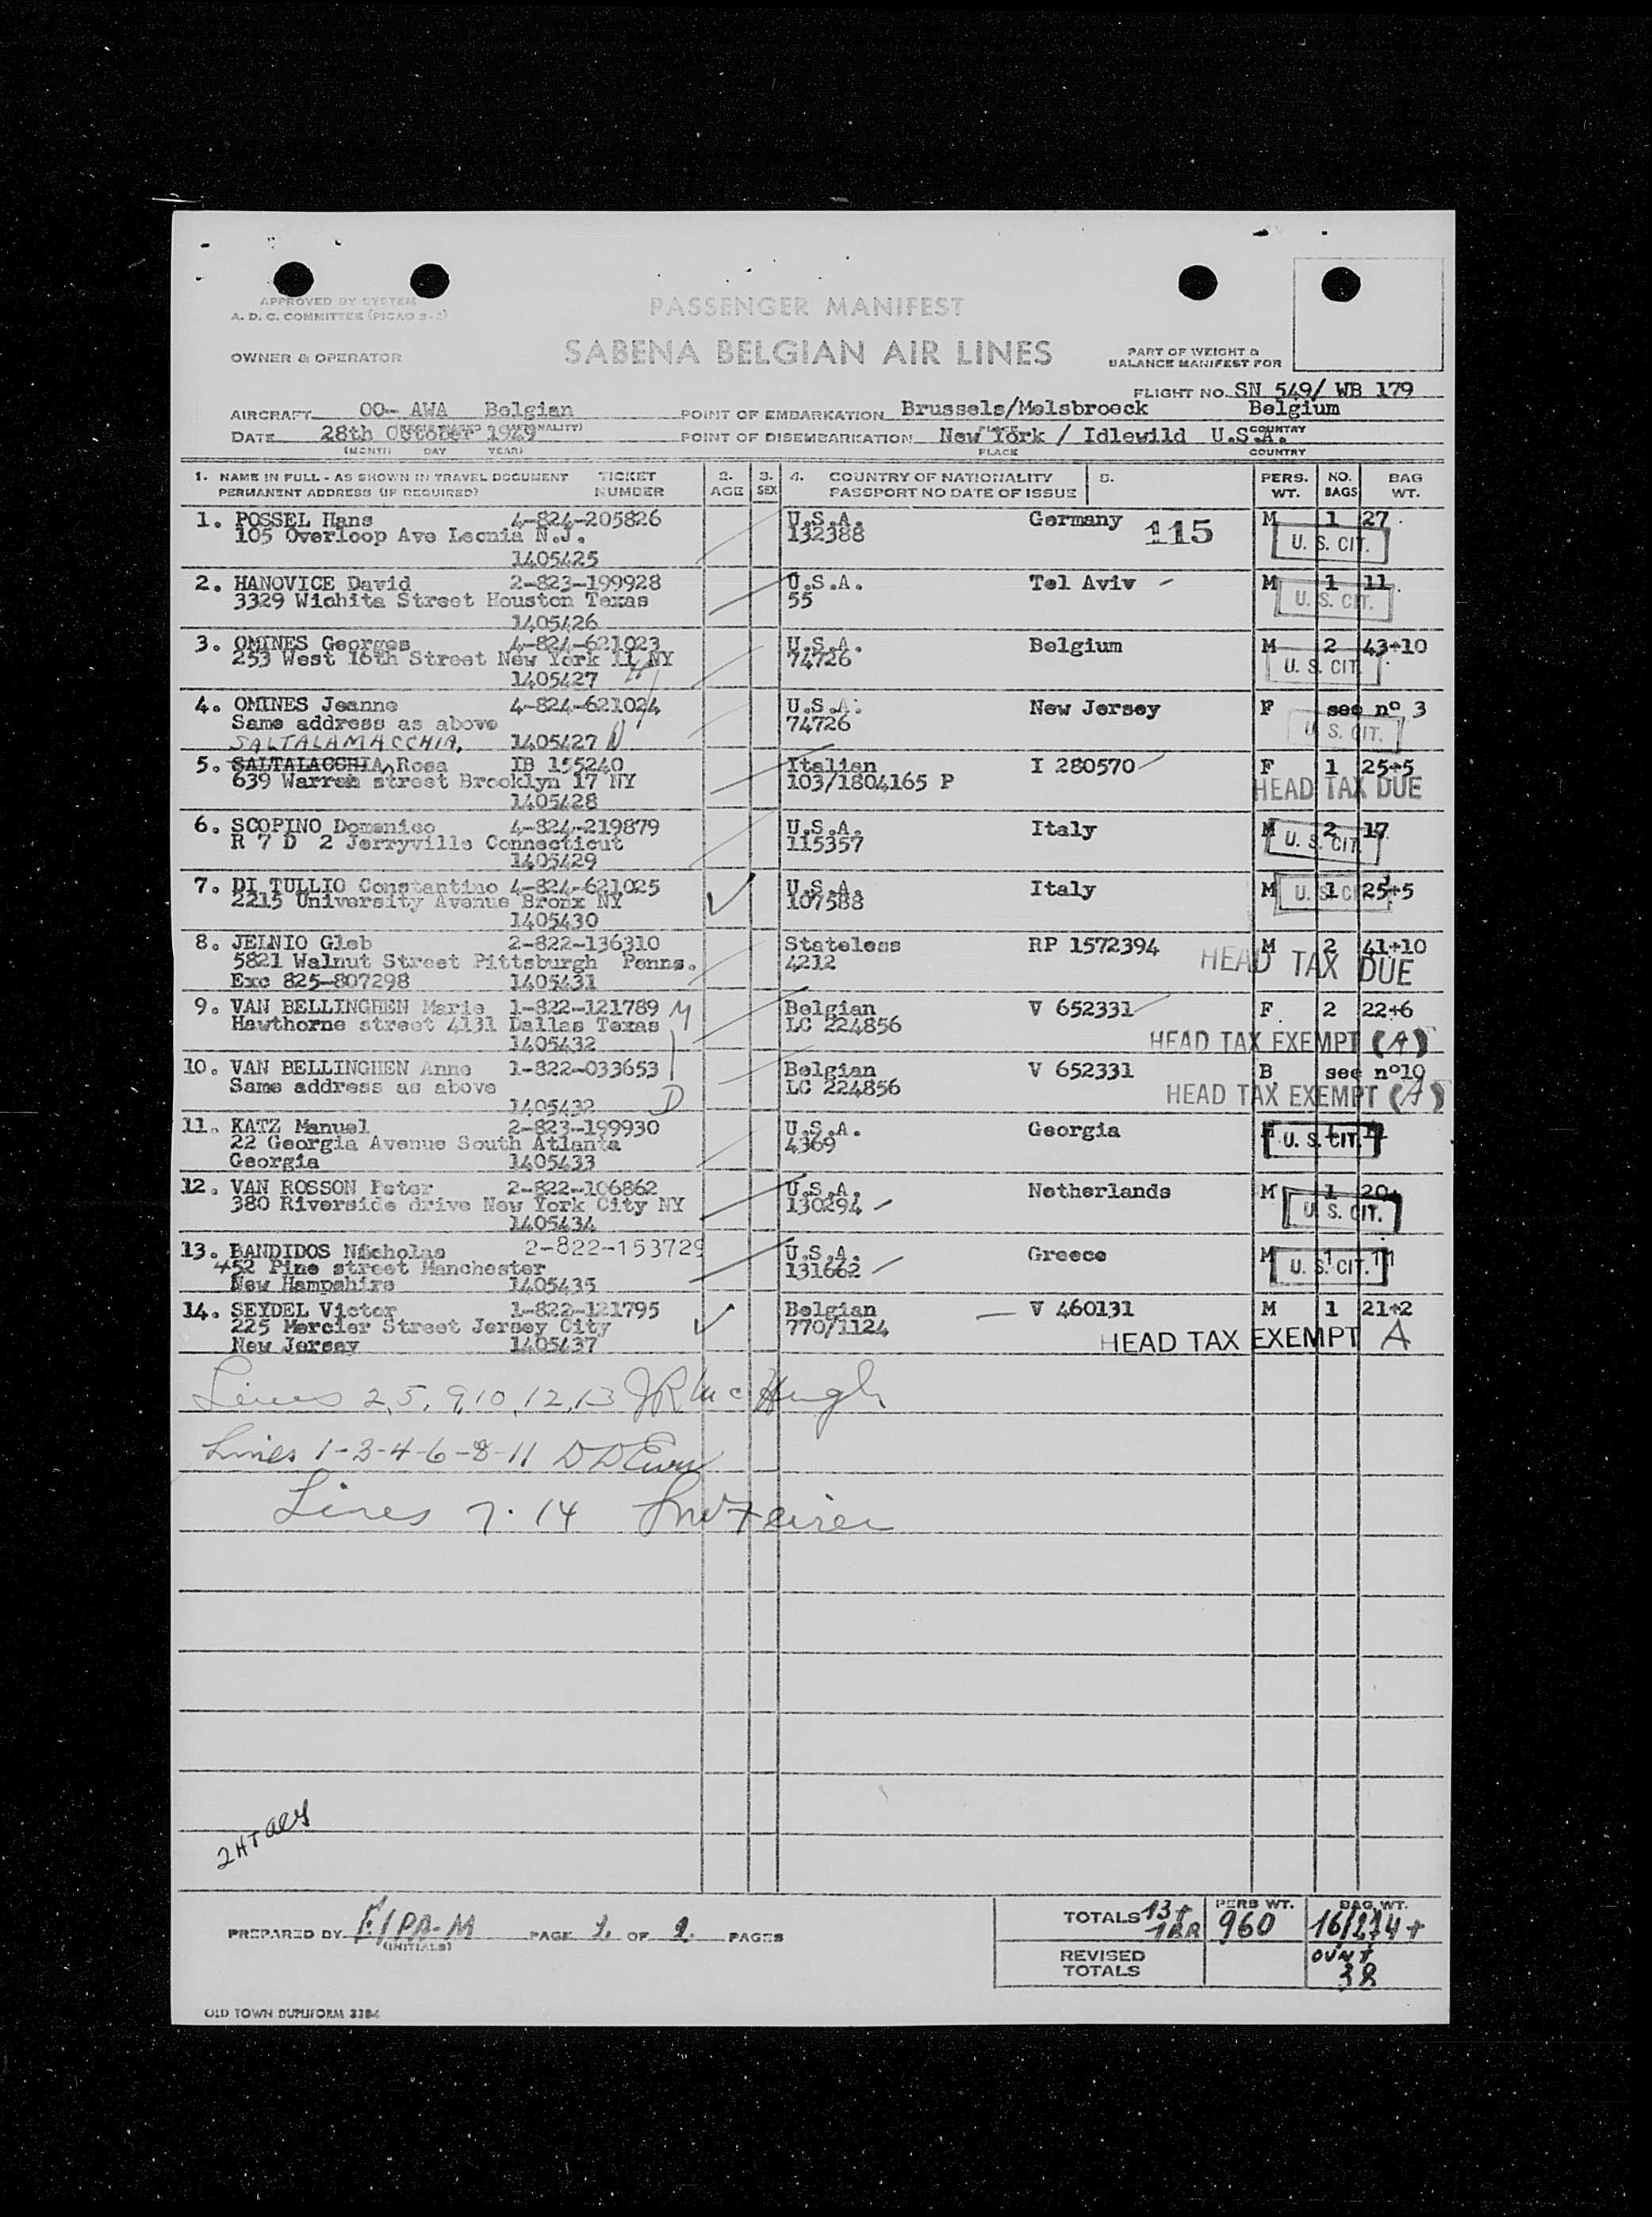 APPROVED BY SYSTEM
A. D. C. COMMITTEE (PICAO 3-2)
PASSENGER MANIFEST
OWNER & OPERATOR
SABENA BELGIAN AIR LINES
PART OF WEIGHT &
BALANCE MANIFEST FOR
FLIGHT NO. SN 549/ WB 179
AIRCRAFT OO- AWA Belgian
POINT OF EMBARKATION Brussels/Melsbroeck Belgium
DATE 28th October 1949
POINT OF DISEMBARKATION New York / Idlewild U.S.A.
(MONTH DAY YEAR) PLACE COUNTRY
1. NAME IN FULL - AS SHOWN IN TRAVEL DOCUMENT TICKET 2. 3. 4. COUNTRY OF NATIONALITY 5. PERS. NO. BAG
PERMANENT ADDRESS (IF REQUIRED) NUMBER AGE SEX PASSPORT NO DATE OF ISSUE WT. BAGS WT.
1. POSSEL Hans 4-824-205826 U.S.A. Germany 115 M 1 27
105 Overloop Ave Leonia N.J. 132388 U. S. CIT.
1405425
2. HANOVICE David 2-823-199928 U.S.A. Tel Aviv M 1 11
3329 Wichita Street Houston Texas 55 U. S. CIT.
1405426
3. OMINES Georges 4-824-621023 U.S.A. Belgium M 2 43+10
253 West 16th Street New York 11 NY 74726 U. S. CIT.
1405427
4. OMINES Jeanne 4-824-621024 U.S.A. New Jersey F see nº 3
Same address as above 74726 U. S. CIT.
SALTALAMACCHIA, 1405427
5. SALTALACCHIA Rosa IB 155240 Italian I 280570 F 1 25+5
639 Warren street Brooklyn 17 NY 103/1804165 P HEAD TAX DUE
1405428
6. SCOPINO Domenico 4-824-219879 U.S.A. Italy M 2 17
R 7 D 2 Jerryville Connecticut 115357 U. S. CIT.
1405429
7. DI TULLIO Constantino 4-824-621025 U.S.A. Italy M 1 25+5
2215 University Avenue Bronx NY 107588 U. S. CIT.
1405430
8. JELNIO Gleb 2-822-136310 Stateless RP 1572394 M 2 41+10
5821 Walnut Street Pittsburgh Penns. 4212 HEAD TAX DUE
Exc 825-807298 1405431
9. VAN BELLINGHEN Marie 1-822-121789 M Belgian V 652331 F 2 22+6
Hawthorne street 4131 Dallas Texas LC 224856
1405432 HEAD TAX EXEMPT (A)
10. VAN BELLINGHEN Anne 1-822-033653 Belgian V 652331 B see nº10
Same address as above LC 224856 HEAD TAX EXEMPT (A)
1405432 D
11. KATZ Manuel 2-823-199930 U.S.A. Georgia
22 Georgia Avenue South Atlanta 4369 U. S. CIT.
Georgia 1405433
12. VAN ROSSON Peter 2-822-106862 U.S.A. Netherlands M 1 20
380 Riverside drive New York City NY 130294 U. S. CIT.
1405434
13. BANDIDOS Nicholas 2-822-153729 U.S.A. Greece M 1 11
452 Pine street Manchester 131662 U. S. CIT.
New Hampshire 1405435
14. SEYDEL Victor 1-822-121795 Belgian V 460131 M 1 21+2
225 Mercier Street Jersey City 770/1124
New Jersey 1405437 HEAD TAX EXEMPT A
Lines 2, 5, 9, 10, 12, 13 JR McHugh
Lines 1-3-4-6-8-11
Lines 7. 14
PREPARED BY PAGE OF 2 PAGES
(INITIALS)
TOTALS 13+ PERS WT. 960 BAG WT.
REVISED
TOTALS 38
OLD TOWN DUPLIFORM 3384